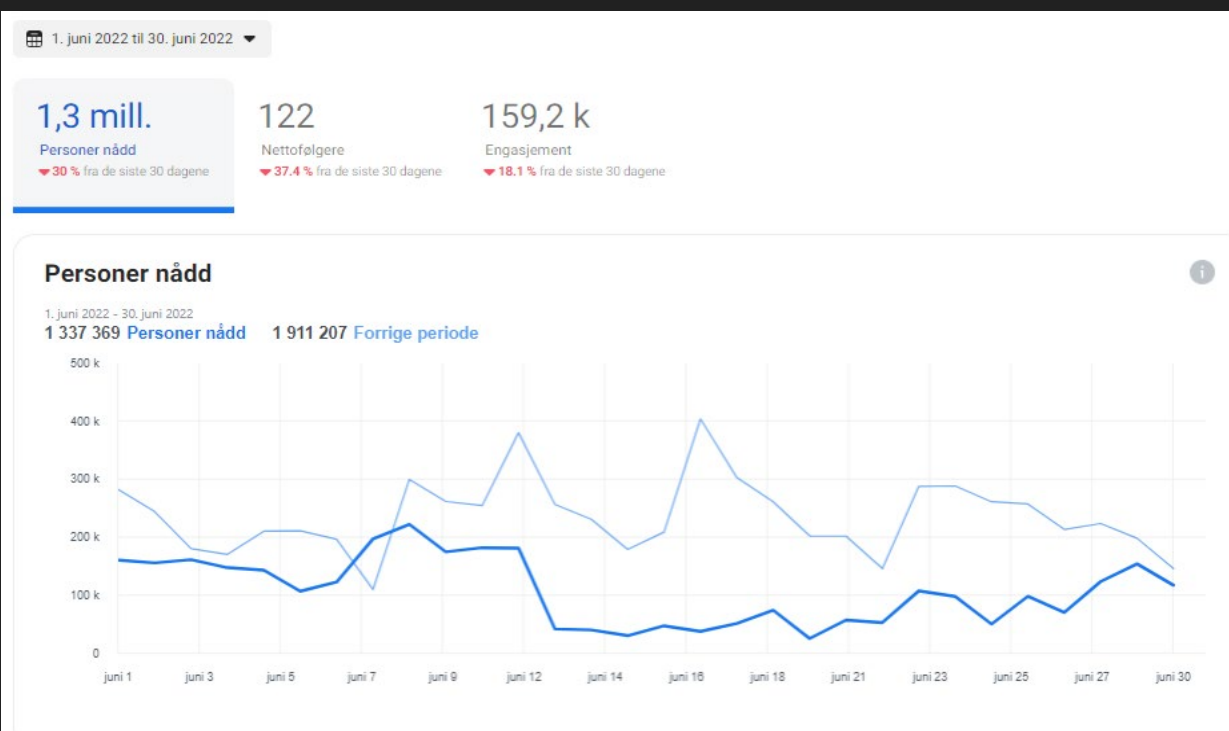 1. juni 2022 til 30. juni 2022
1,3 mill.
Personer nådd
30 % fra de siste 30 dagene
122
Nettofølgere
37.4 % fra de siste 30 dagene
159,2 k
Engasjement
18.1 % fra de siste 30 dagene
Personer nådd
1. juni 2022 - 30. juni 2022
1 337 369 Personer nådd 1 911 207 Forrige periode
500 k
400 k
300 k
200 k
100 k
0
juni 1 juni 3 juni 5 juni 7 juni 9 juni 12 juni 14 juni 16 juni 18 juni 21 juni 23 juni 25 juni 27 juni 30